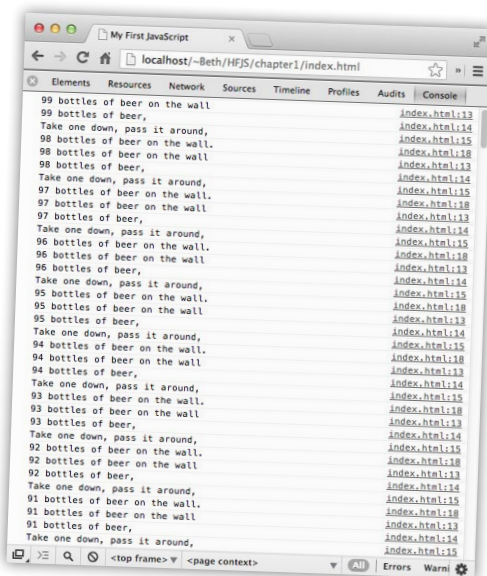 My First JavaScript
localhost/~Beth/HFJS/chapter1/index.html
Elements Resources Network Sources Timeline Profiles Audits Console
99 bottles of beer on the wall index.html:13
99 bottles of beer, index.html:14
Take one down, pass it around, index.html:15
98 bottles of beer on the wall. index.html:18
98 bottles of beer on the wall index.html:13
98 bottles of beer, index.html:14
Take one down, pass it around, index.html:15
97 bottles of beer on the wall. index.html:18
97 bottles of beer on the wall index.html:13
97 bottles of beer, index.html:14
Take one down, pass it around, index.html:15
96 bottles of beer on the wall. index.html:18
96 bottles of beer on the wall index.html:13
96 bottles of beer, index.html:14
Take one down, pass it around, index.html:15
95 bottles of beer on the wall. index.html:18
95 bottles of beer on the wall index.html:13
95 bottles of beer, index.html:14
Take one down, pass it around, index.html:15
94 bottles of beer on the wall. index.html:18
94 bottles of beer on the wall index.html:13
94 bottles of beer, index.html:14
Take one down, pass it around, index.html:15
93 bottles of beer on the wall. index.html:18
93 bottles of beer on the wall index.html:13
93 bottles of beer, index.html:14
Take one down, pass it around, index.html:15
92 bottles of beer on the wall. index.html:18
92 bottles of beer on the wall index.html:13
92 bottles of beer, index.html:14
Take one down, pass it around, index.html:15
91 bottles of beer on the wall. index.html:18
91 bottles of beer on the wall index.html:13
91 bottles of beer, index.html:14
Take one down, pass it around, index.html:15
<top frame> <page context> All Errors Warni